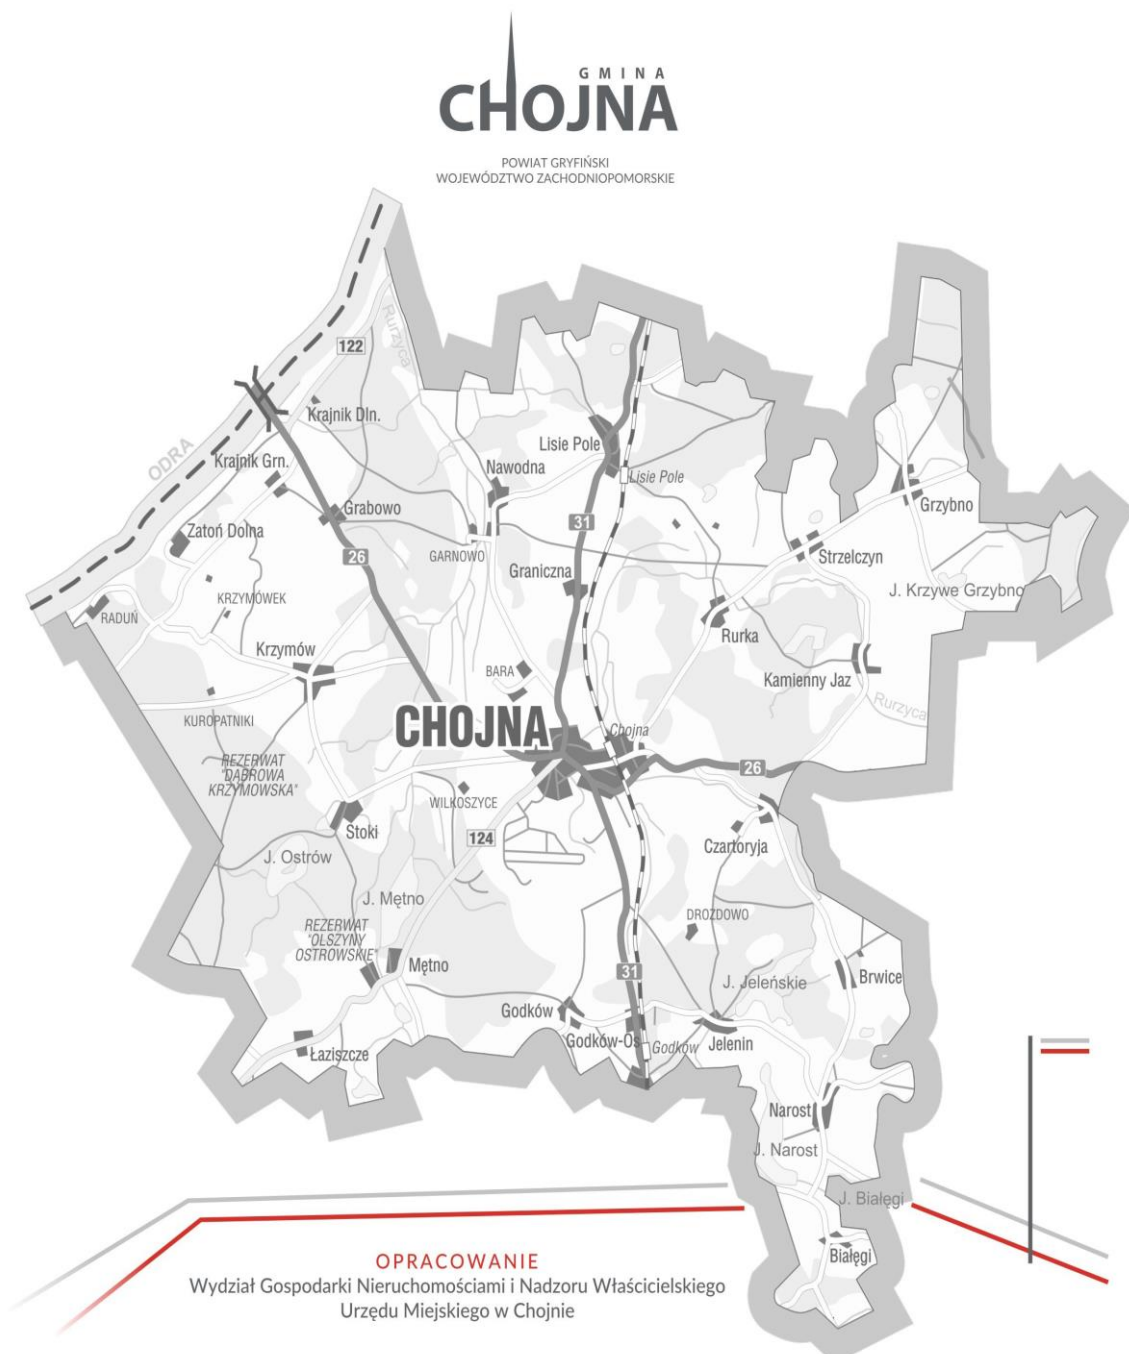 GMINA
CHOJNA
POWIAT GRYFIŃSKI
WOJEWÓDZTWO ZACHODNIOPOMORSKIE
122
Rurzyca
Krajnik Dln.
ODRA
Krajnik Grn.
Lisie Pole
Lisie Pole
Nawodna
Grabowo
Grzybno
31
Zatoń Dolna
26
GARNOWO
Strzelczyn
Graniczna
J. Krzywe Grzybno
KRZYMÓWEK
RADUŃ
Rurka
Krzymów
BARA
Kamienny Jaz
KUROPATNIKI
Rurzyca
CHOJNA
Chojna
REZERWAT
"DĄBROWA
KRZYMOWSKA"
26
WILKOSZYCE
Stoki
124
Czartoryja
J. Ostrów
J. Mętno
DROZDOWO
REZERWAT
"OLSZYNY
OSTROWSKIE"
Mętno
31
J. Jeleńskie
Brwice
Godków
Godków-Os
Godków
Jelenin
Łaziszcze
Narost
J. Narost
J. Białęgi
Białęgi
OPRACOWANIE
Wydział Gospodarki Nieruchomościami i Nadzoru Właścicielskiego
Urzędu Miejskiego w Chojnie